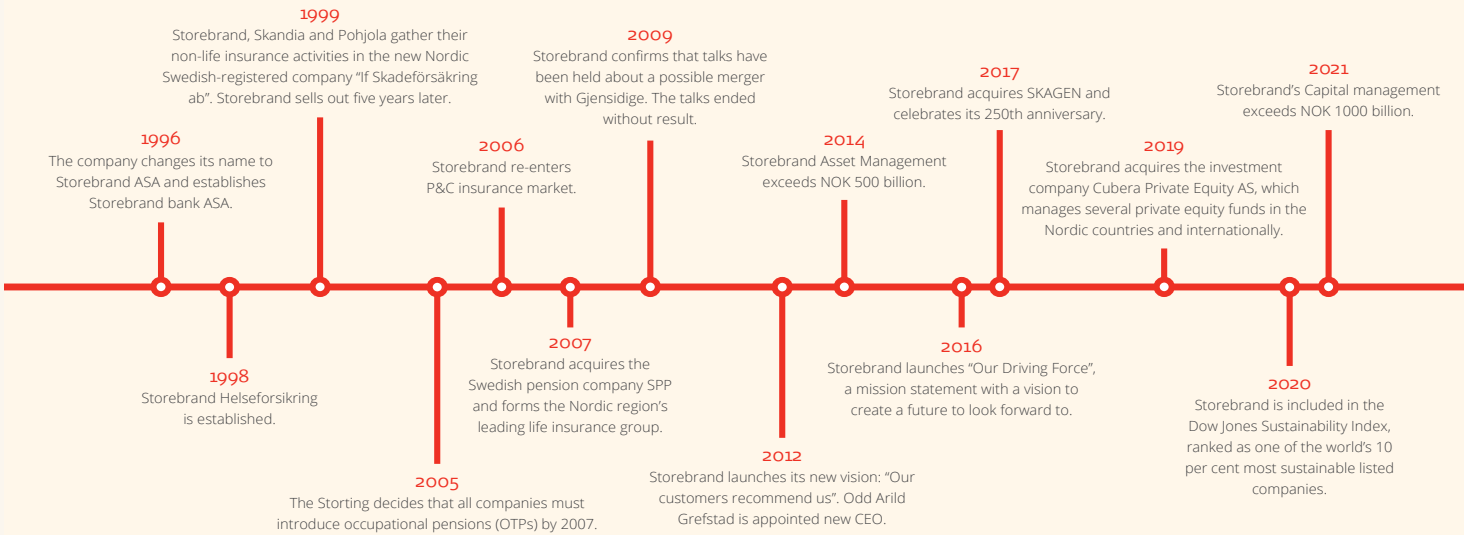 1996
The company changes its name to
Storebrand ASA and establishes
Storebrand bank ASA.
1998
Storebrand Helseforsikring
is established.
1999
Storebrand, Skandia and Pohjola gather their
non-life insurance activities in the new Nordic
Swedish-registered company “If Skadeförsäkring
ab”. Storebrand sells out five years later.
2005
The Storting decides that all companies must
introduce occupational pensions (OTPs) by 2007.
2006
Storebrand re-enters
P&C insurance market.
2007
Storebrand acquires the
Swedish pension company SPP
and forms the Nordic region’s
leading life insurance group.
2009
Storebrand confirms that talks have
been held about a possible merger
with Gjensidige. The talks ended
without result.
2012
Storebrand launches its new vision: “Our
customers recommend us”. Odd Arild
Grefstad is appointed new CEO.
2014
Storebrand Asset Management
exceeds NOK 500 billion.
2016
Storebrand launches “Our Driving Force”,
a mission statement with a vision to
create a future to look forward to.
2017
Storebrand acquires SKAGEN and
celebrates its 250th anniversary.
2019
Storebrand acquires the investment
company Cubera Private Equity AS, which
manages several private equity funds in the
Nordic countries and internationally.
2020
Storebrand is included in the
Dow Jones Sustainability Index,
ranked as one of the world’s 10
per cent most sustainable listed
companies.
2021
Storebrand’s Capital management
exceeds NOK 1000 billion.